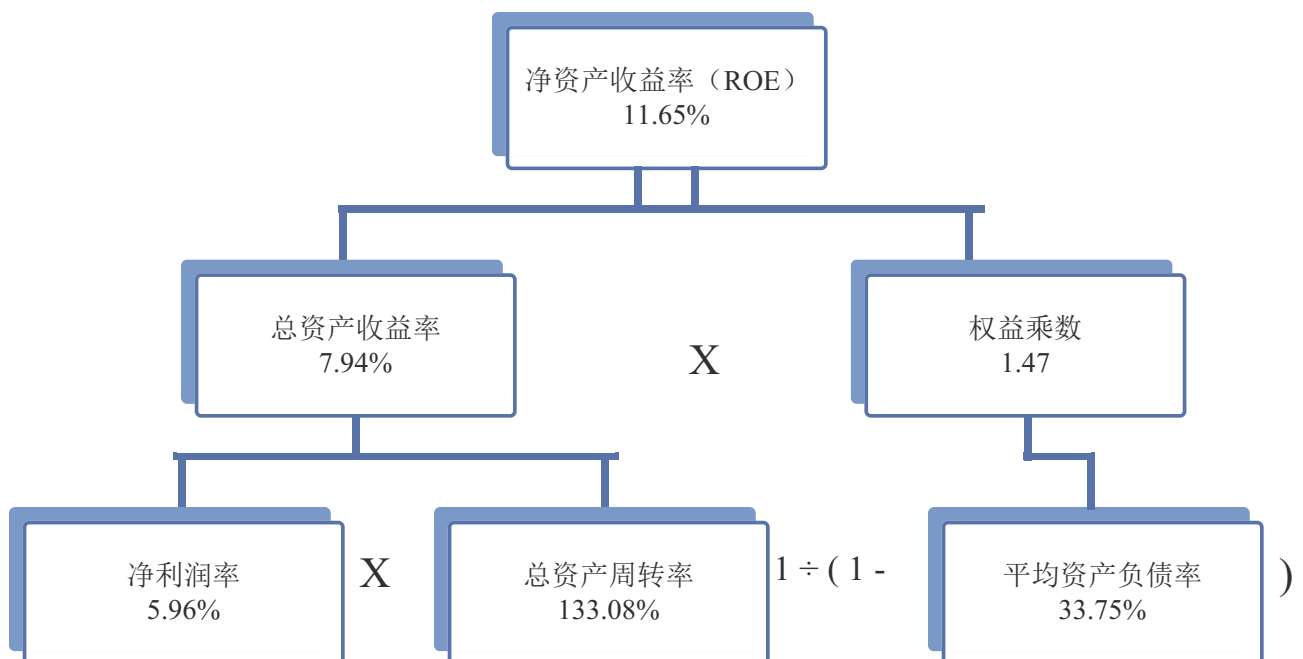 净资产收益率（ROE）
11.65%
总资产收益率
7.94%
X
权益乘数
1.47
净利润率
5.96%
X
总资产周转率
133.08%
1 ÷ ( 1 -
平均资产负债率
33.75%
)